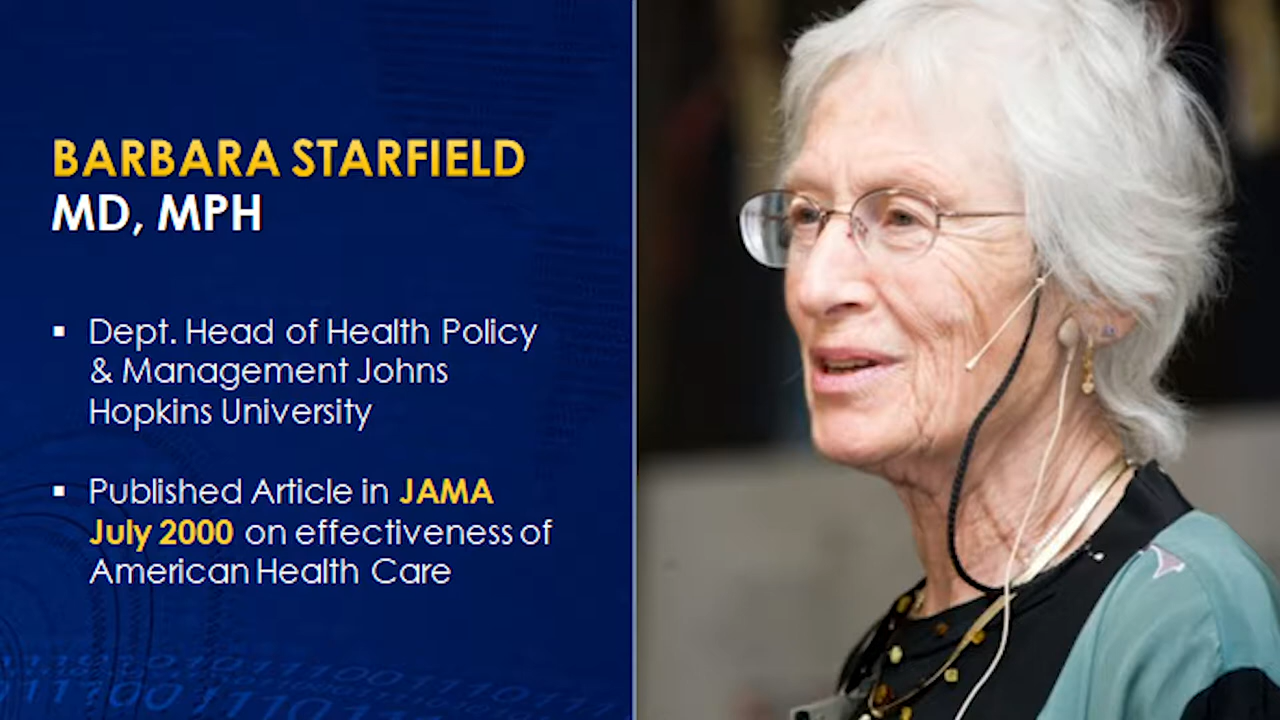 BARBARA STARFIELD
MD, MPH
▪ Dept. Head of Health Policy
& Management Johns
Hopkins University
▪ Published Article in JAMA
July 2000 on effectiveness of
American Health Care